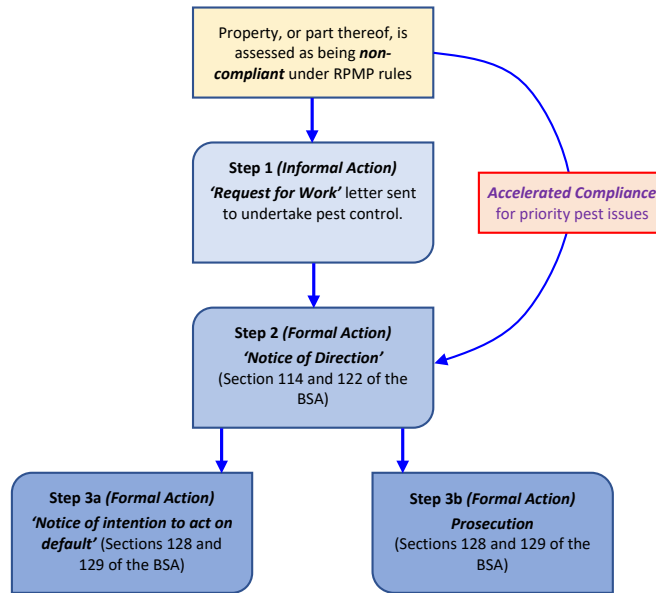 Property, or part thereof, is
assessed as being non-
compliant under RPMP rules
Step 1 (Informal Action)
‘Request for Work’ letter sent
to undertake pest control.
Accelerated Compliance
for priority pest issues
Step 2 (Formal Action)
‘Notice of Direction’
(Section 114 and 122 of the
BSA)
Step 3a (Formal Action)
‘Notice of intention to act on
default’ (Sections 128 and
129 of the BSA)
Step 3b (Formal Action)
Prosecution
(Sections 128 and 129 of the
BSA)